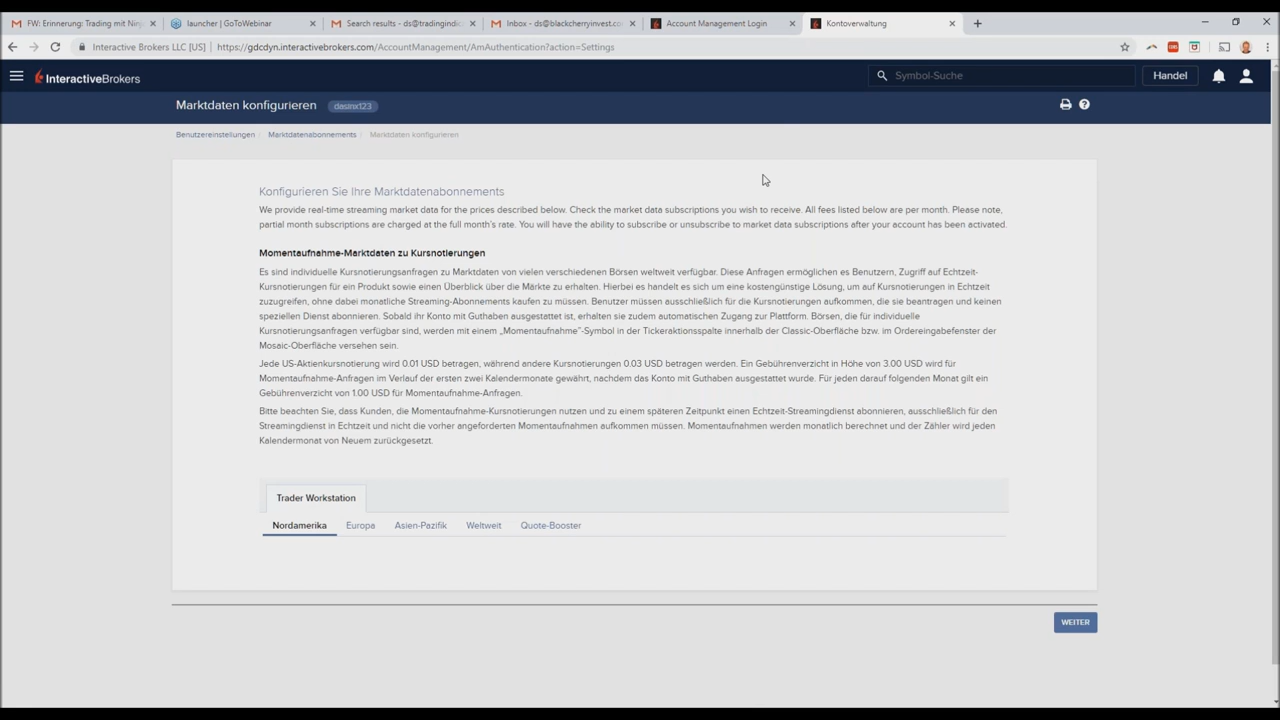 FW: Erinnerung: Trading mit Ninj
launcher | GoToWebinar
Search results - ds@tradingindic
Inbox - ds@blackcherryinvest.co
Account Management Login
Kontoverwaltung
Interactive Brokers LLC [US]
https://gdcdyn.interactivebrokers.com/AccountManagement/AmAuthentication?action=Settings
InteractiveBrokers
Symbol-Suche
Handel
Marktdaten konfigurieren
Benutzereinstellungen
Marktdatenabonnements
Marktdaten konfigurieren
Konfigurieren Sie Ihre Marktdatenabonnements
We provide real-time streaming market data for the prices described below. Check the market data subscriptions you wish to receive. All fees listed below are per month. Please note,
partial month subscriptions are charged at the full month's rate. You will have the ability to subscribe or unsubscribe to market data subscriptions after your account has been activated.
Momentaufnahme-Marktdaten zu Kursnotierungen
Es sind individuelle Kursnotierungsanfragen zu Marktdaten von vielen verschiedenen Börsen weltweit verfügbar. Diese Anfragen ermöglichen es Benutzern, Zugriff auf Echtzeit-
Kursnotierungen für ein Produkt sowie einen Überblick über die Märkte zu erhalten. Hierbei es handelt es sich um eine kostengünstige Lösung, um auf Kursnotierungen in Echtzeit
zuzugreifen, ohne dabei monatliche Streaming-Abonnements kaufen zu müssen. Benutzer müssen ausschließlich für die Kursnotierungen aufkommen, die sie beantragen und keinen
speziellen Dienst abonnieren. Sobald ihr Konto mit Guthaben ausgestattet ist, erhalten sie zudem automatischen Zugang zur Plattform. Börsen, die für individuelle
Kursnotierungsanfragen verfügbar sind, werden mit einem „Momentaufnahme"-Symbol in der Tickeraktionsspalte innerhalb der Classic-Oberfläche bzw. im Ordereingabefenster der
Mosaic-Oberfläche versehen sein.
Jede US-Aktienkursnotierung wird 0.01 USD betragen, während andere Kursnotierungen 0.03 USD betragen werden. Ein Gebührenverzicht in Höhe von 3.00 USD wird für
Momentaufnahme-Anfragen im Verlauf der ersten zwei Kalendermonate gewährt, nachdem das Konto mit Guthaben ausgestattet wurde. Für jeden darauf folgenden Monat gilt ein
Gebührenverzicht von 1.00 USD für Momentaufnahme-Anfragen.
Bitte beachten Sie, dass Kunden, die Momentaufnahme-Kursnotierungen nutzen und zu einem späteren Zeitpunkt einen Echtzeit-Streamingdienst abonnieren, ausschließlich für den
Streamingdienst in Echtzeit und nicht die vorher angeforderten Momentaufnahmen aufkommen müssen. Momentaufnahmen werden monatlich berechnet und der Zähler wird jeden
Kalendermonat von Neuem zurückgesetzt.
Trader Workstation
Nordamerika
Europa
Asien-Pazifik
Weltweit
Quote-Booster
WEITER